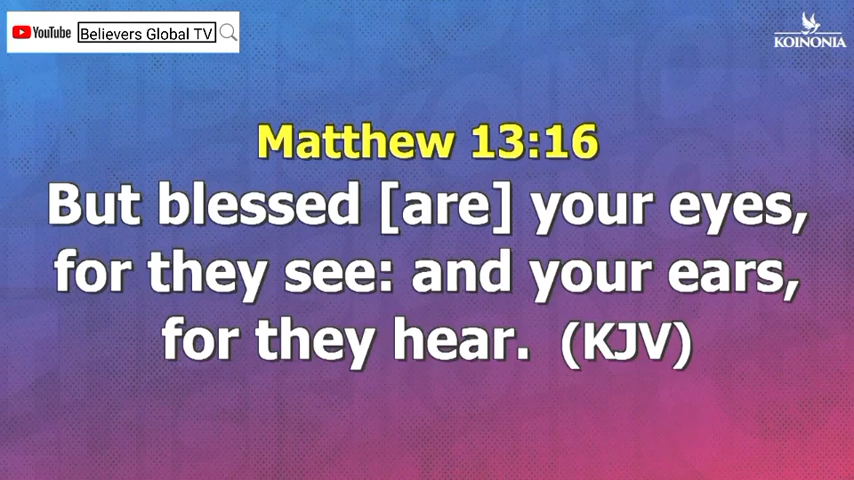 YouTube Believers Global TV
KOINONIA
Matthew 13:16
But blessed [are] your eyes,
for they see: and your ears,
for they hear. (KJV)